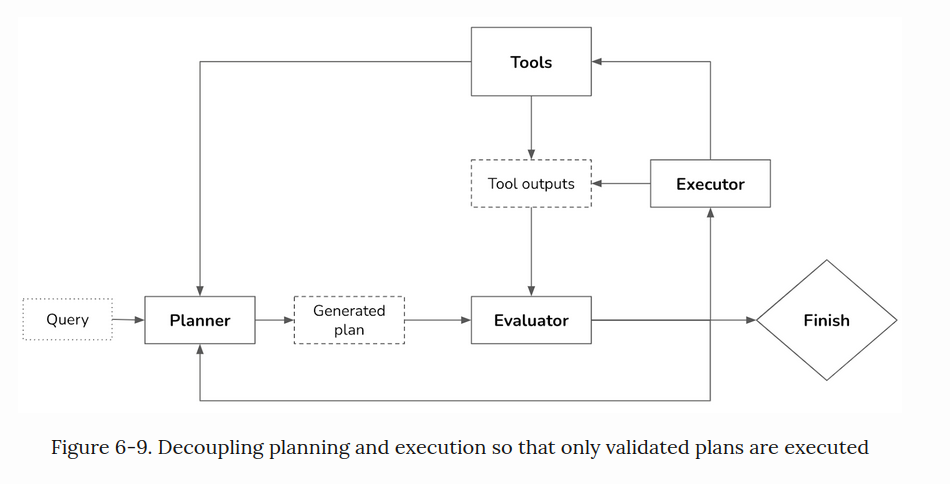 Tools
Tool outputs
Executor
Query
Planner
Generated
plan
Evaluator
Finish
Figure 6-9. Decoupling planning and execution so that only validated plans are executed